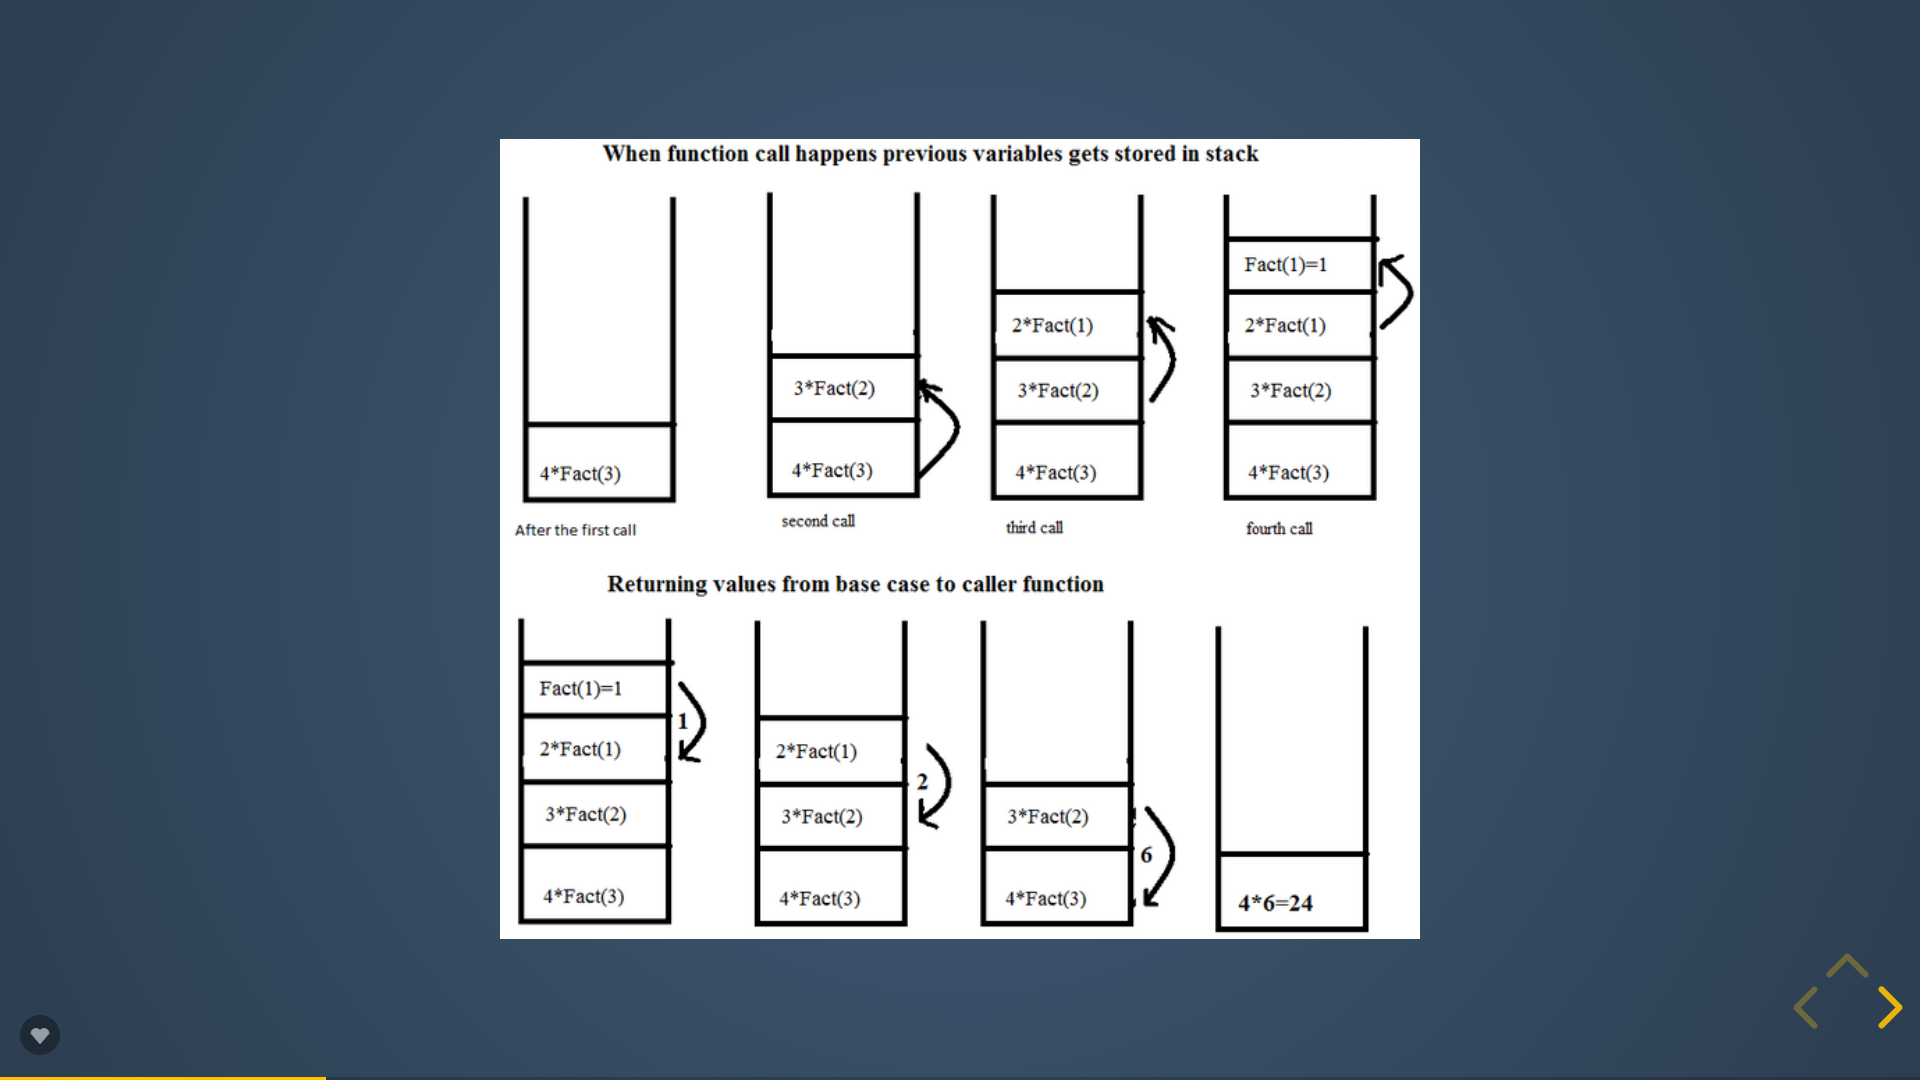 When function call happens previous variables gets stored in stack
4*Fact(3)
After the first call
3*Fact(2)
4*Fact(3)
second call
2*Fact(1)
3*Fact(2)
4*Fact(3)
third call
Fact(1)=1
2*Fact(1)
3*Fact(2)
4*Fact(3)
fourth call
Returning values from base case to caller function
Fact(1)=1
1
2*Fact(1)
3*Fact(2)
4*Fact(3)
2*Fact(1)
2
3*Fact(2)
4*Fact(3)
3*Fact(2)
6
4*Fact(3)
4*6=24